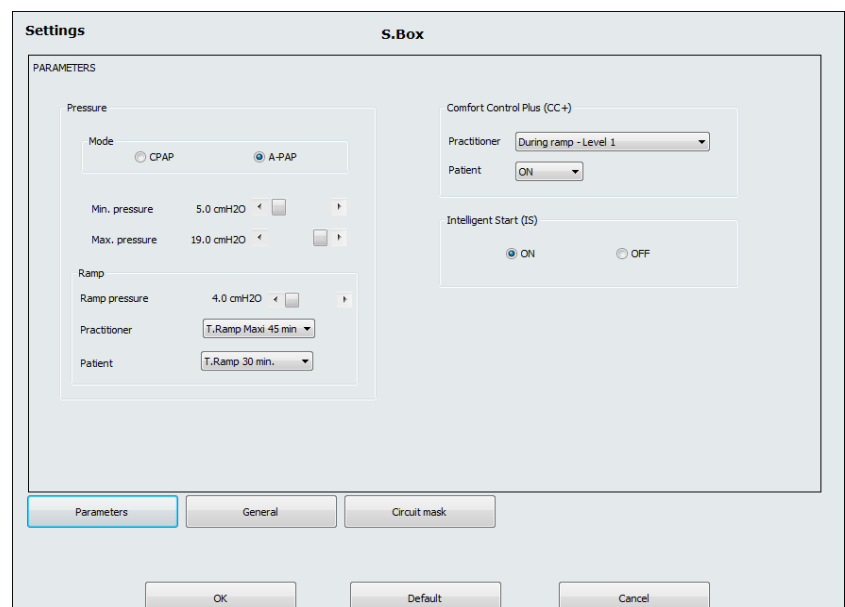 Settings
S.Box
PARAMETERS
Pressure
Mode
CPAP
A-PAP
Min. pressure 5.0 cmH2O
Max. pressure 19.0 cmH2O
Ramp
Ramp pressure 4.0 cmH2O
Practitioner T.Ramp Maxi 45 min
Patient T.Ramp 30 min.
Comfort Control Plus (CC+)
Practitioner During ramp - Level 1
Patient ON
Intelligent Start (IS)
ON
OFF
Parameters
General
Circuit mask
OK
Default
Cancel